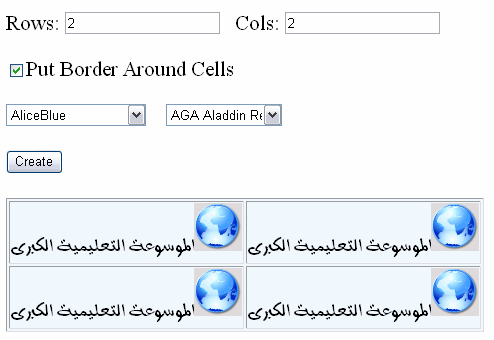 Rows: 2 Cols: 2
Put Border Around Cells
AliceBlue AGA Aladdin Re
Create
الموسوعة التعليمية الكبرى الموسوعة التعليمية الكبرى
الموسوعة التعليمية الكبرى الموسوعة التعليمية الكبرى